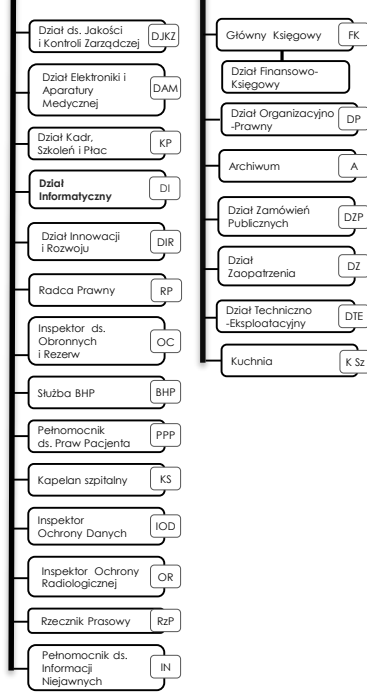 Dział ds. Jakości
i Kontroli Zarządczej
DJKZ
Dział Elektroniki i
Aparatury
Medycznej
DAM
Dział Kadr,
Szkoleń i Płac
KP
Dział
Informatyczny
DI
Dział Innowacji
i Rozwoju
DIR
Radca Prawny
RP
Inspektor ds.
Obronnych
i Rezerw
OC
Służba BHP
BHP
Pełnomocnik
ds. Praw Pacjenta
PPP
Kapelan szpitalny
KS
Inspektor
Ochrony Danych
IOD
Inspektor Ochrony
Radiologicznej
OR
Rzecznik Prasowy
RzP
Pełnomocnik ds.
Informacji
Niejawnych
IN
Główny Księgowy
FK
Dział Finansowo-
Księgowy
Dział Organizacyjno
-Prawny
DP
Archiwum
A
Dział Zamówień
Publicznych
DZP
Dział
Zaopatrzenia
DZ
Dział Techniczno
-Eksploatacyjny
DTE
Kuchnia
K Sz